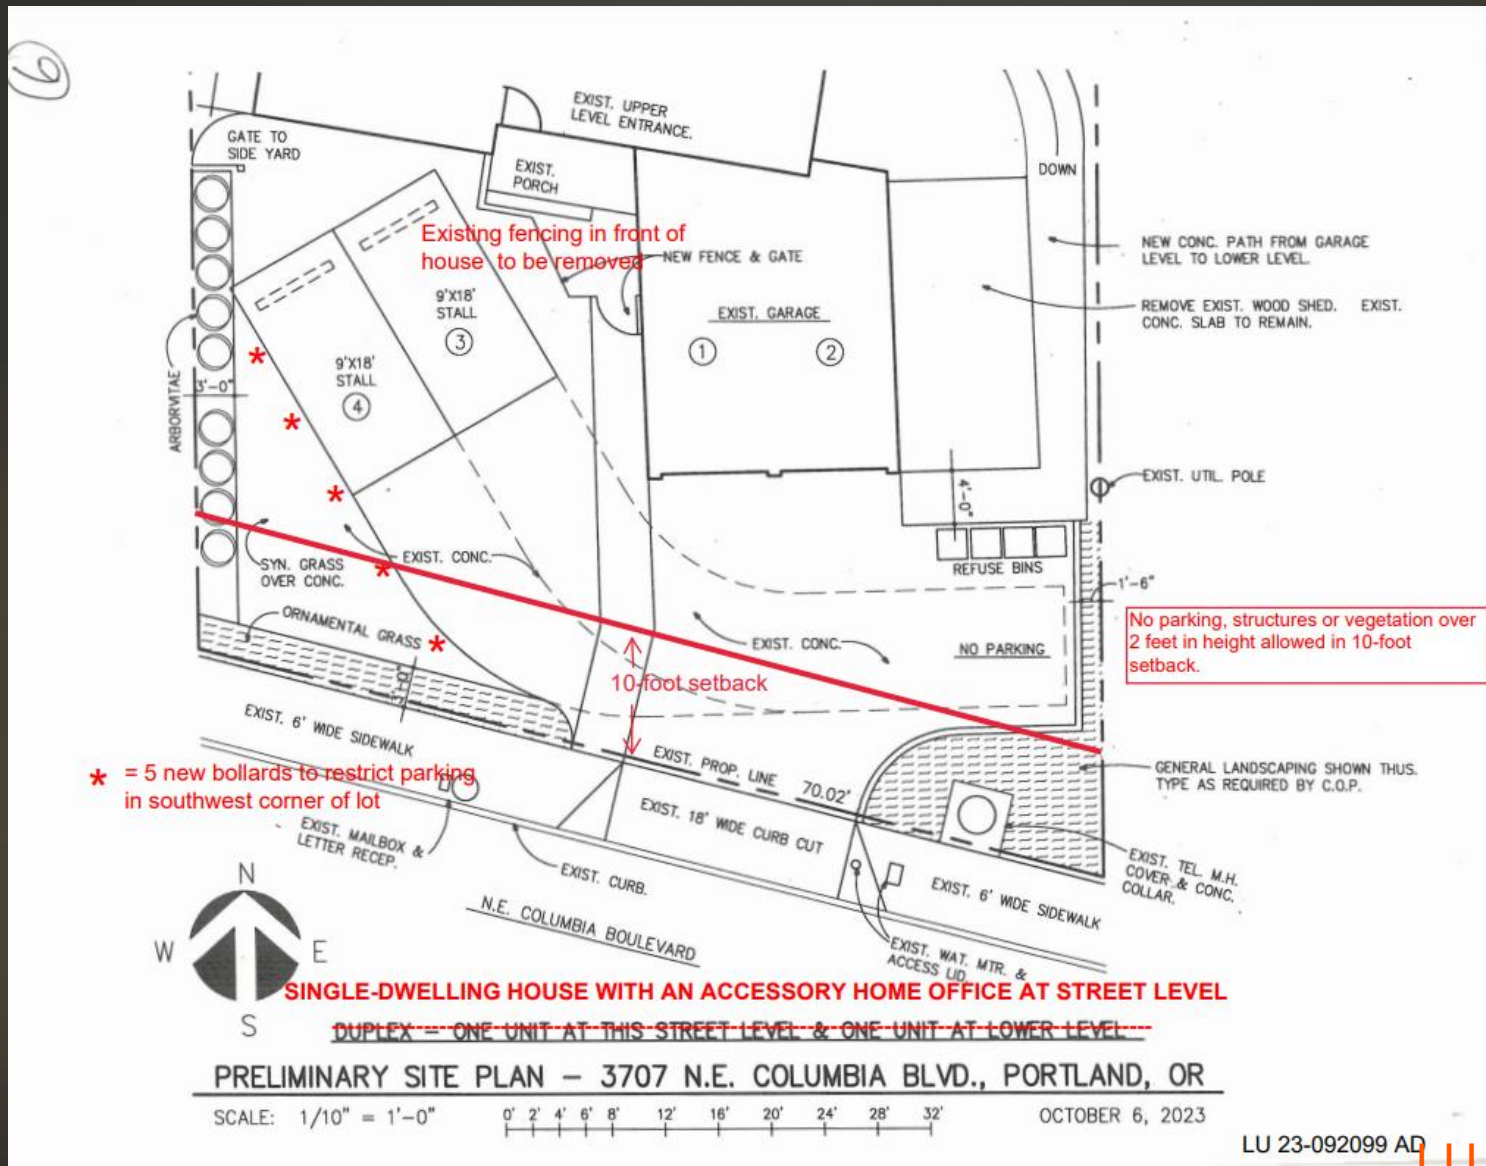 6
EXIST. UPPER
LEVEL ENTRANCE.
GATE TO
SIDE YARD
EXIST.
PORCH
DOWN
Existing fencing in front of
house to be removed
NEW FENCE & GATE
NEW CONC. PATH FROM GARAGE
LEVEL TO LOWER LEVEL.
9'X18'
STALL
3
EXIST. GARAGE
1
2
REMOVE EXIST. WOOD SHED. EXIST.
CONC. SLAB TO REMAIN.
9'X18'
STALL
4
ARBORVITAE
3'-0"
*
*
*
4'-0"
EXIST. UTIL. POLE
SYN. GRASS
OVER CONC.
EXIST. CONC.
*
REFUSE BINS
1'-6"
ORNAMENTAL GRASS
*
3'-0"
EXIST. CONC.
NO PARKING
No parking, structures or vegetation over
2 feet in height allowed in 10-foot
setback.
10-foot setback
EXIST. 6' WIDE SIDEWALK
EXIST. PROP. LINE 70.02'
* = 5 new bollards to restrict parking
in southwest corner of lot
GENERAL LANDSCAPING SHOWN THUS.
TYPE AS REQUIRED BY C.O.P.
EXIST. 18' WIDE CURB CUT
EXIST. MAILBOX &
LETTER RECEP.
EXIST. CURB.
EXIST. TEL. M.H.
COVER & CONC.
COLLAR.
EXIST. 6' WIDE SIDEWALK
N.E. COLUMBIA BOULEVARD
EXIST. WAT. MTR. &
ACCESS LID.
N
W
E
S
SINGLE-DWELLING HOUSE WITH AN ACCESSORY HOME OFFICE AT STREET LEVEL
DUPLEX – ONE UNIT AT THIS STREET LEVEL & ONE UNIT AT LOWER LEVEL
PRELIMINARY SITE PLAN – 3707 N.E. COLUMBIA BLVD., PORTLAND, OR
SCALE: 1/10" = 1'-0"
0' 2' 4' 6' 8' 12' 16' 20' 24' 28' 32'
OCTOBER 6, 2023
LU 23-092099 AD